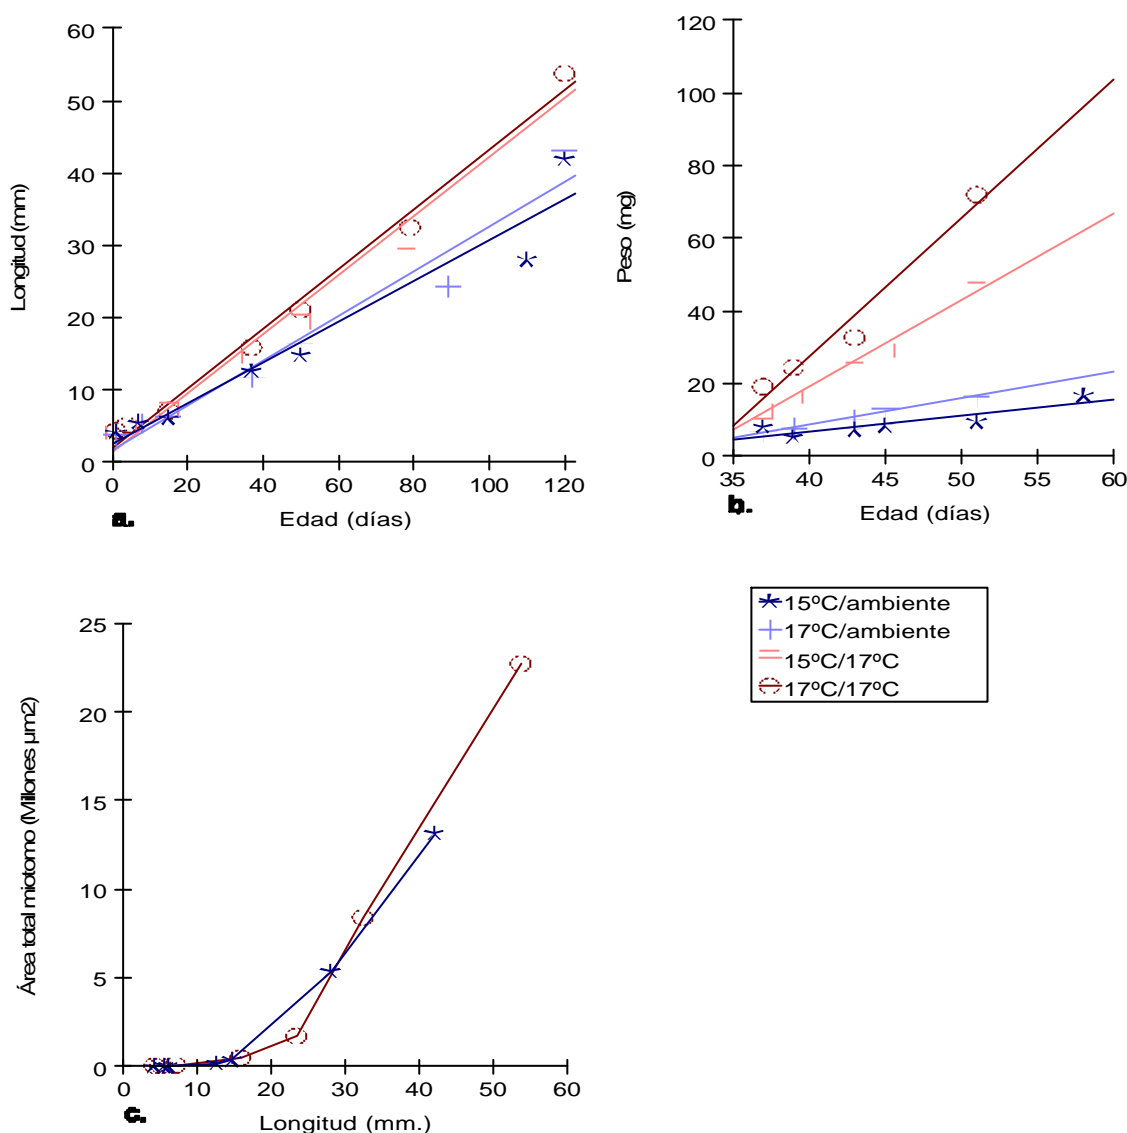 Longitud (mm)
60
50
40
30
20
10
0
0 20 40 60 80 100 120
a.
Edad (días)
Peso (mg)
120
100
80
60
40
20
0
35 40 45 50 55 60
b.
Edad (días)
15ºC/ambiente
17ºC/ambiente
15ºC/17ºC
17ºC/17ºC
Área total miotomo (Millones µm2)
25
20
15
10
5
0
0 10 20 30 40 50 60
c.
Longitud (mm.)